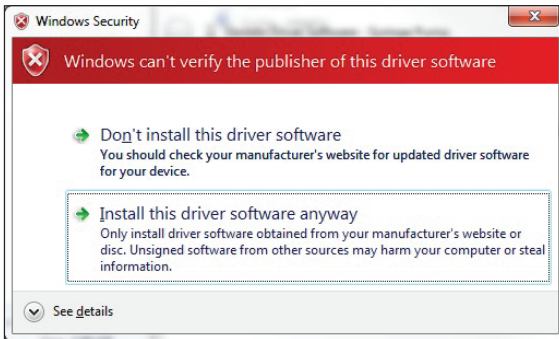 Windows Security
Windows can't verify the publisher of this driver software
Don't install this driver software
You should check your manufacturer's website for updated driver software
for your device.
Install this driver software anyway
Only install driver software obtained from your manufacturer's website or
disc. Unsigned software from other sources may harm your computer or steal
information.
See details